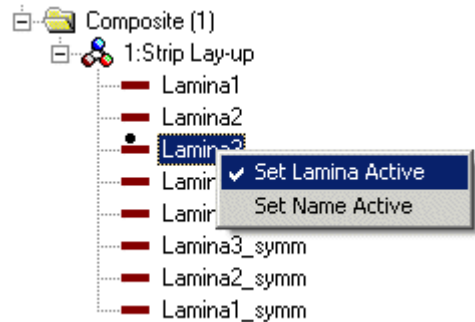 Composite (1)
1:Strip Lay-up
Lamina1
Lamina2
Lamina3
Set Lamina Active
Set Name Active
Lamina3_symm
Lamina2_symm
Lamina1_symm